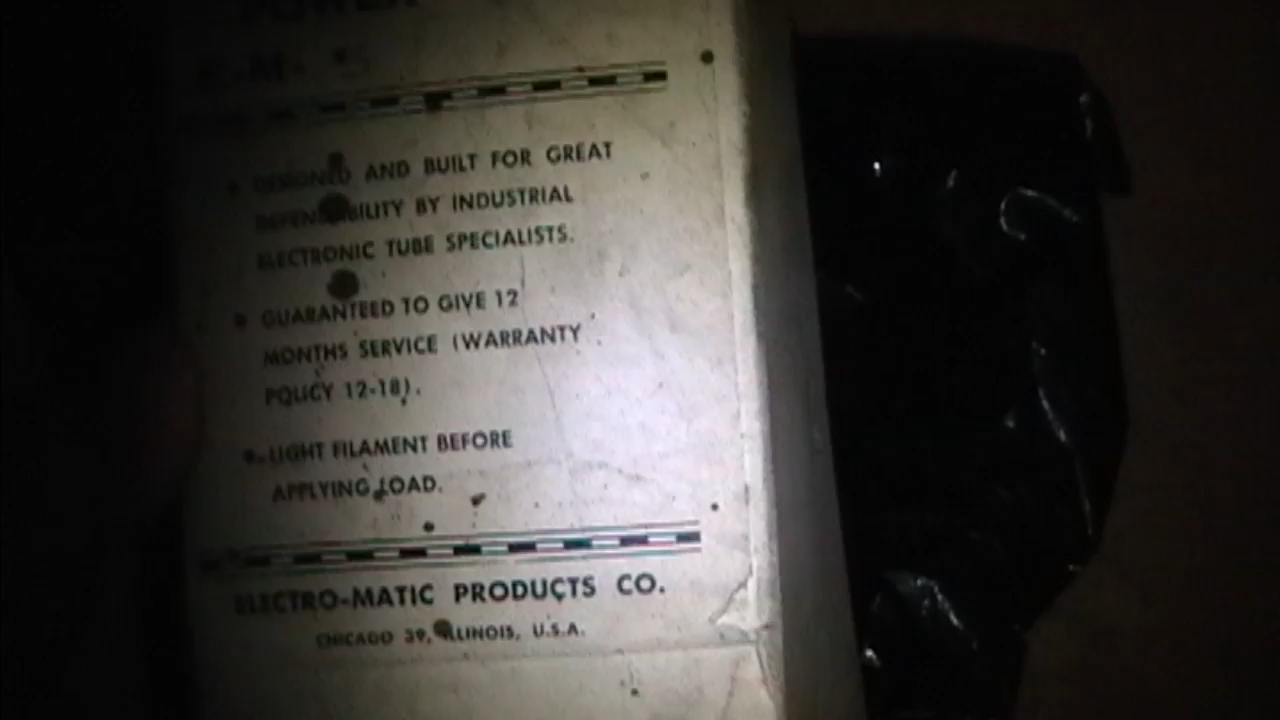 POWER
E-M-
DESIGNED AND BUILT FOR GREAT
DEPENDABILITY BY INDUSTRIAL
ELECTRONIC TUBE SPECIALISTS.
GUARANTEED TO GIVE 12
MONTHS SERVICE (WARRANTY
POLICY 12-18).
LIGHT FILAMENT BEFORE
APPLYING LOAD.
ELECTRO-MATIC PRODUCTS CO.
CHICAGO 39, ILLINOIS, U.S.A.